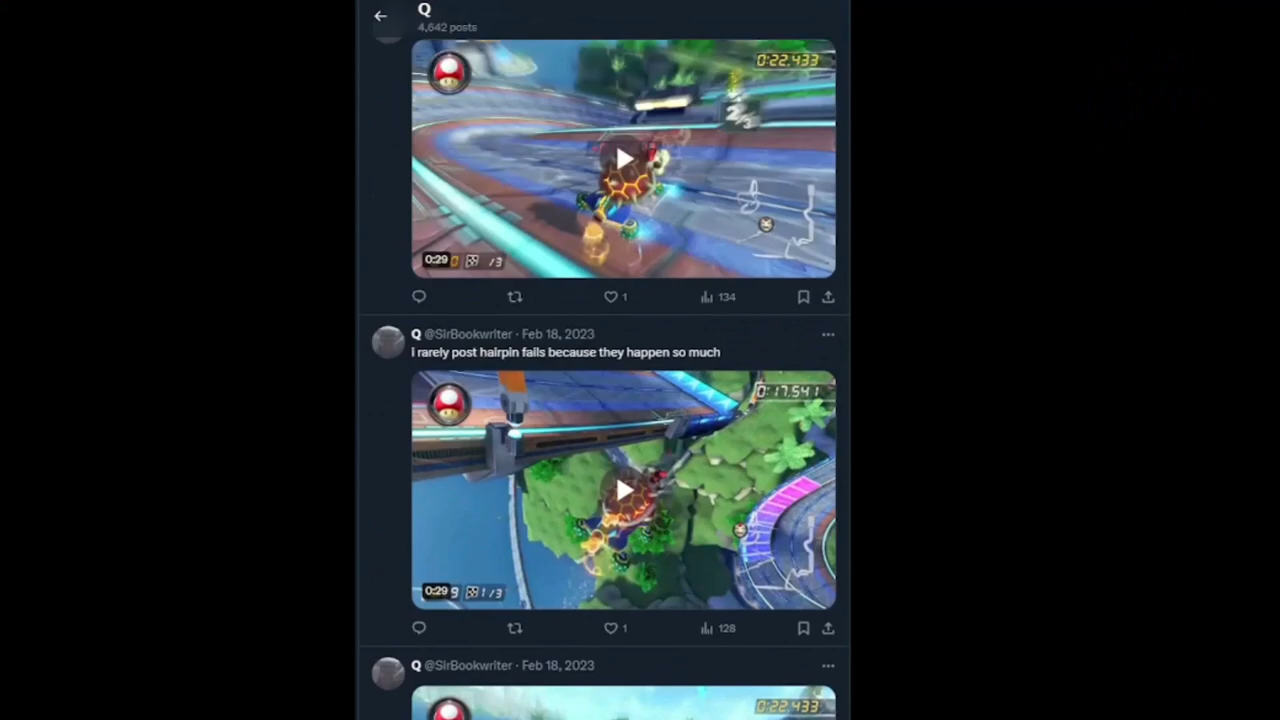 Q
4,642 posts
0:22.433
2/3
0:29
/3
1
134
Q @SirBookwriter · Feb 18, 2023
i rarely post hairpin fails because they happen so much
0:17.541
0:29
1/3
1
128
Q @SirBookwriter · Feb 18, 2023
0:22.433